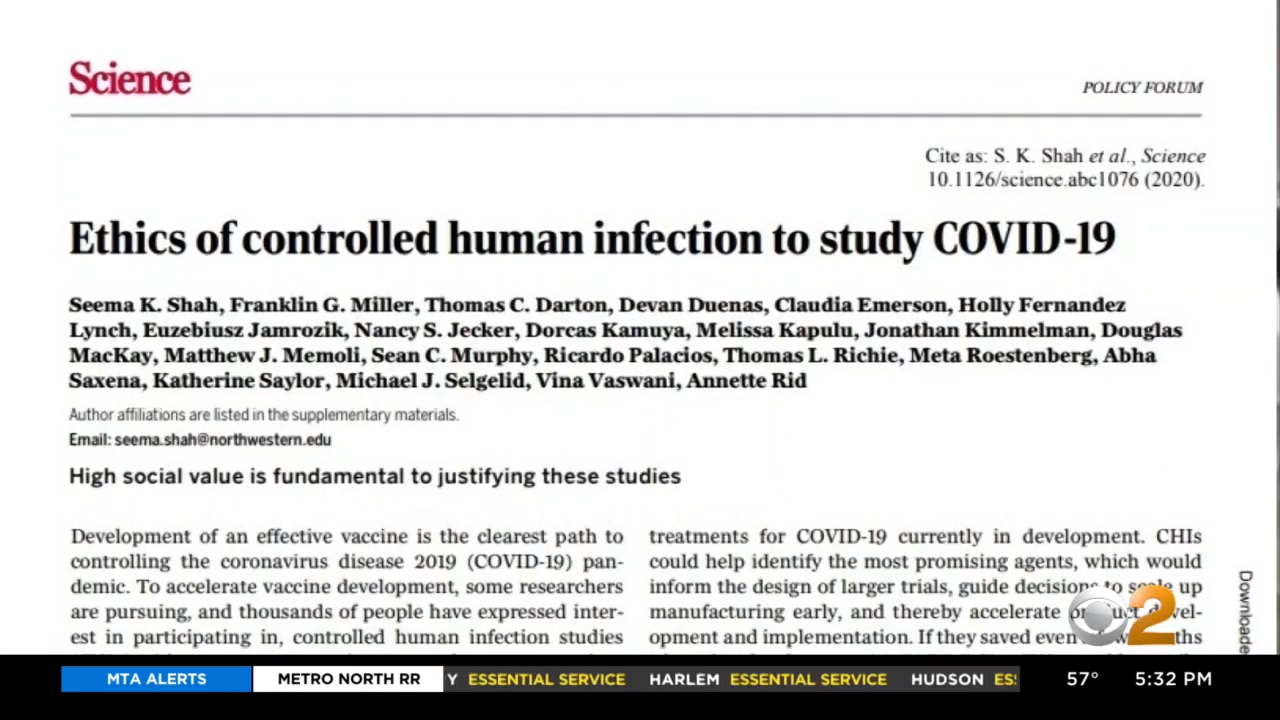 Science
POLICY FORUM
Cite as: S. K. Shah et al., Science
10.1126/science.abc1076 (2020).
Ethics of controlled human infection to study COVID-19
Seema K. Shah, Franklin G. Miller, Thomas C. Darton, Devan Duenas, Claudia Emerson, Holly Fernandez
Lynch, Euzebiusz Jamrozik, Nancy S. Jecker, Dorcas Kamuya, Melissa Kapulu, Jonathan Kimmelman, Douglas
MacKay, Matthew J. Memoli, Sean C. Murphy, Ricardo Palacios, Thomas L. Richie, Meta Roestenberg, Abha
Saxena, Katherine Saylor, Michael J. Selgelid, Vina Vaswani, Annette Rid
Author affiliations are listed in the supplementary materials.
Email: seema.shah@northwestern.edu
High social value is fundamental to justifying these studies
Development of an effective vaccine is the clearest path to
controlling the coronavirus disease 2019 (COVID-19) pan-
demic. To accelerate vaccine development, some researchers
are pursuing, and thousands of people have expressed inter-
est in participating in, controlled human infection studies
treatments for COVID-19 currently in development. CHIs
could help identify the most promising agents, which would
inform the design of larger trials, guide decisions to scale up
manufacturing early, and thereby accelerate product devel-
opment and implementation. If they saved even
Downloade
2
MTA ALERTS METRO NORTH RR Y ESSENTIAL SERVICE HARLEM ESSENTIAL SERVICE HUDSON ES 57° 5:32 PM